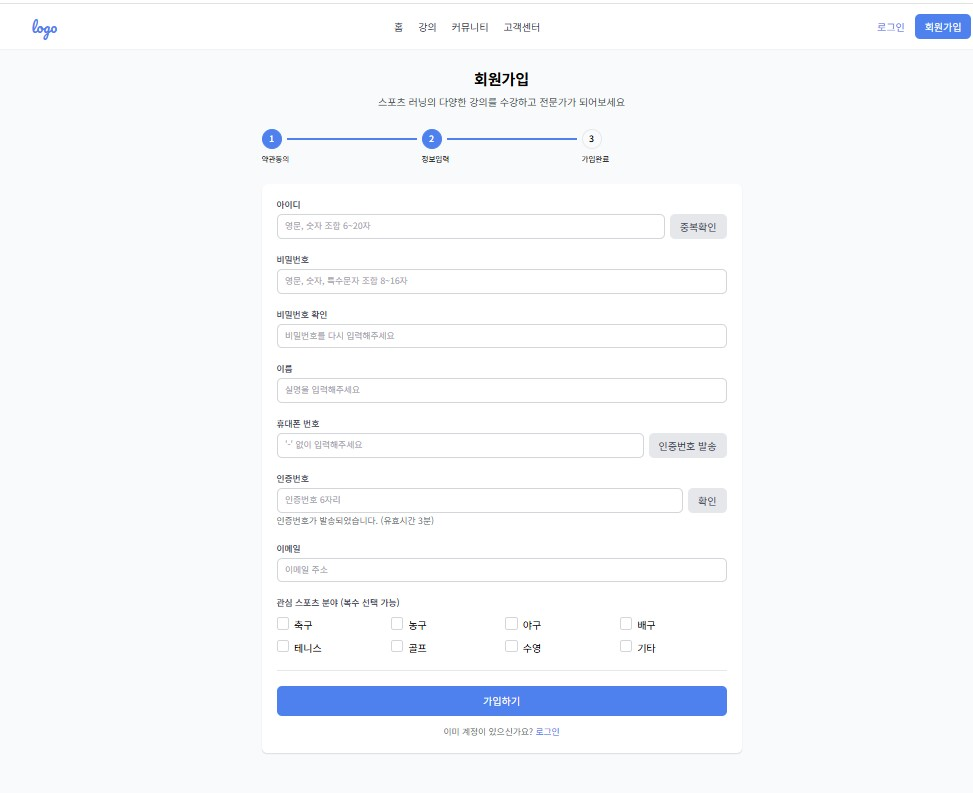 logo
홈 강의 커뮤니티 고객센터
로그인 회원가입
회원가입
스포츠 러닝의 다양한 강의를 수강하고 전문가가 되어보세요
1 2 3
약관동의 정보입력 가입완료
아이디
영문, 숫자 조합 6~20자 중복확인
비밀번호
영문, 숫자, 특수문자 조합 8~16자
비밀번호 확인
비밀번호를 다시 입력해주세요
이름
실명을 입력해주세요
휴대폰 번호
'-' 없이 입력해주세요 인증번호 발송
인증번호
인증번호 6자리 확인
인증번호가 발송되었습니다. (유효시간 3분)
이메일
이메일 주소
관심 스포츠 분야 (복수 선택 가능)
축구 농구 야구 배구
테니스 골프 수영 기타
가입하기
이미 계정이 있으신가요? 로그인